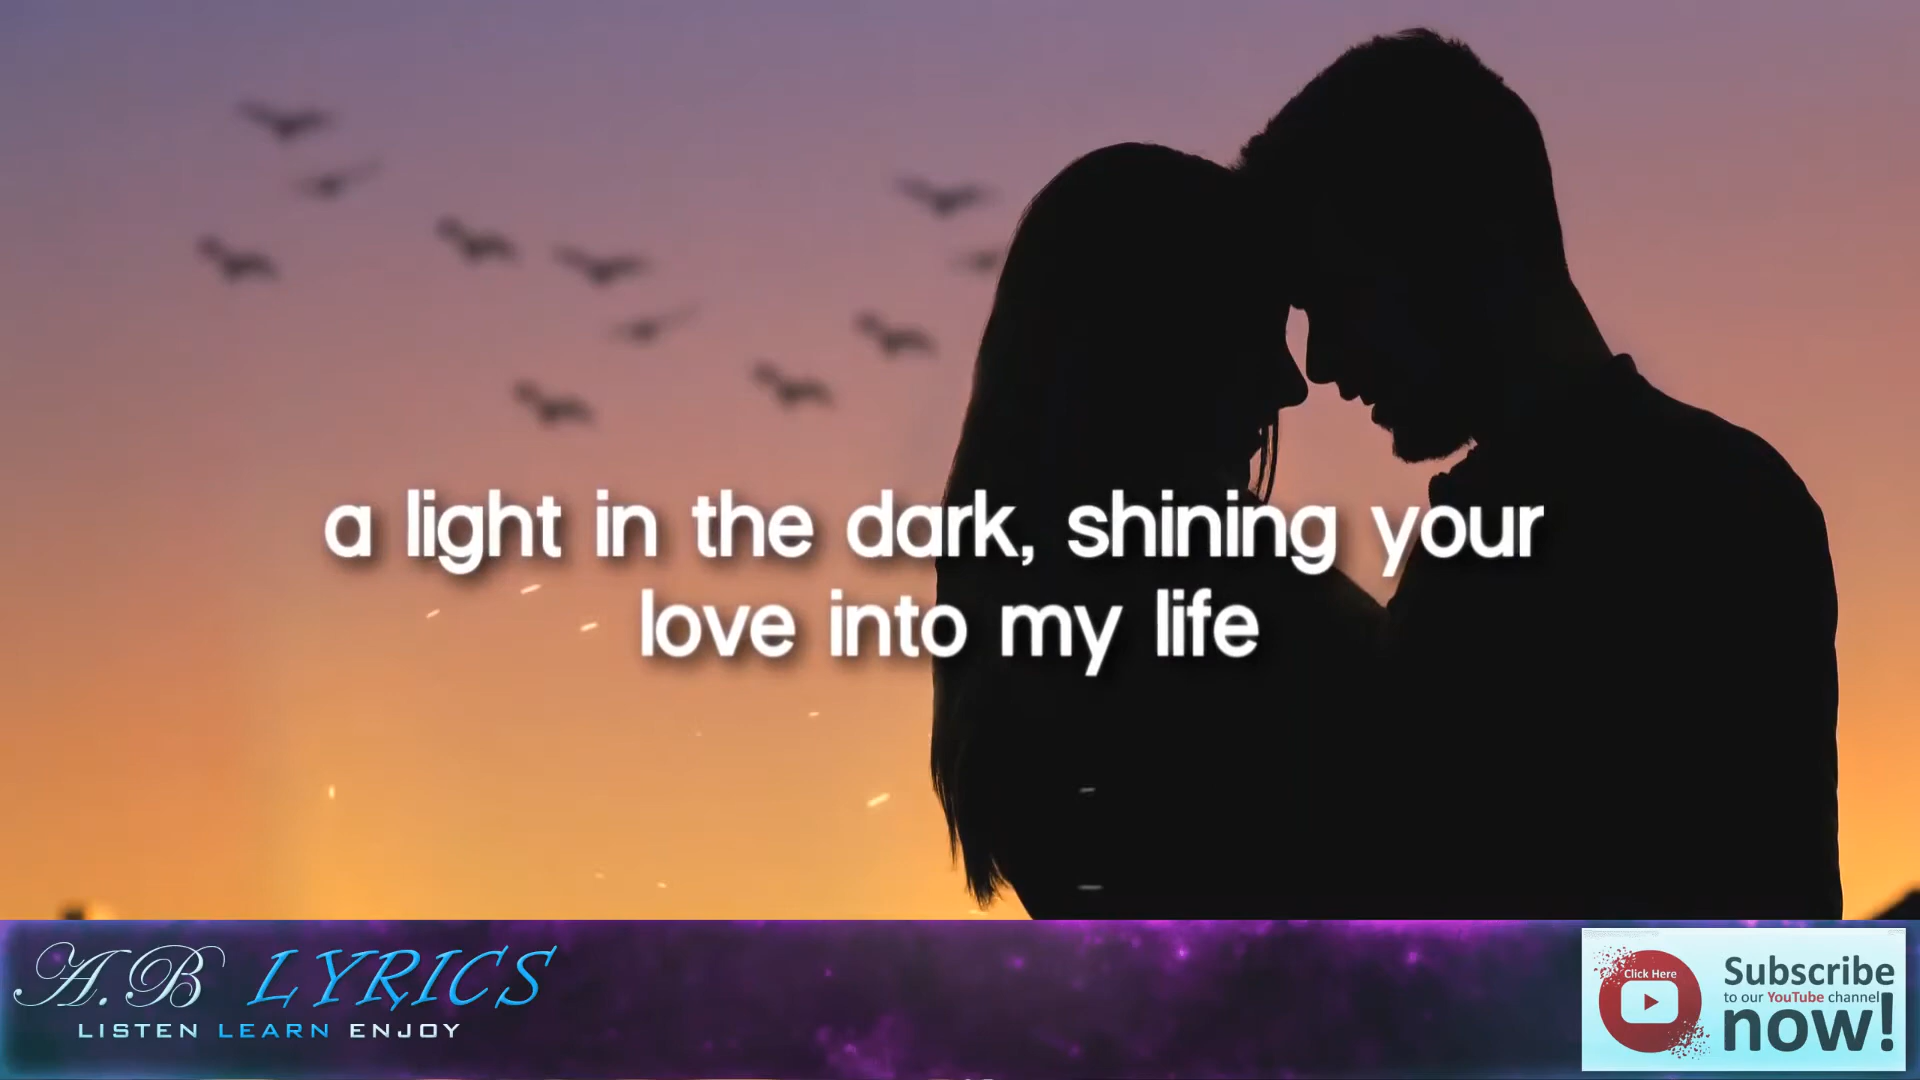 a light in the dark, shining your
love into my life
A.B LYRICS
LISTEN LEARN ENJOY
Click Here
Subscribe
to our YouTube channel
now!